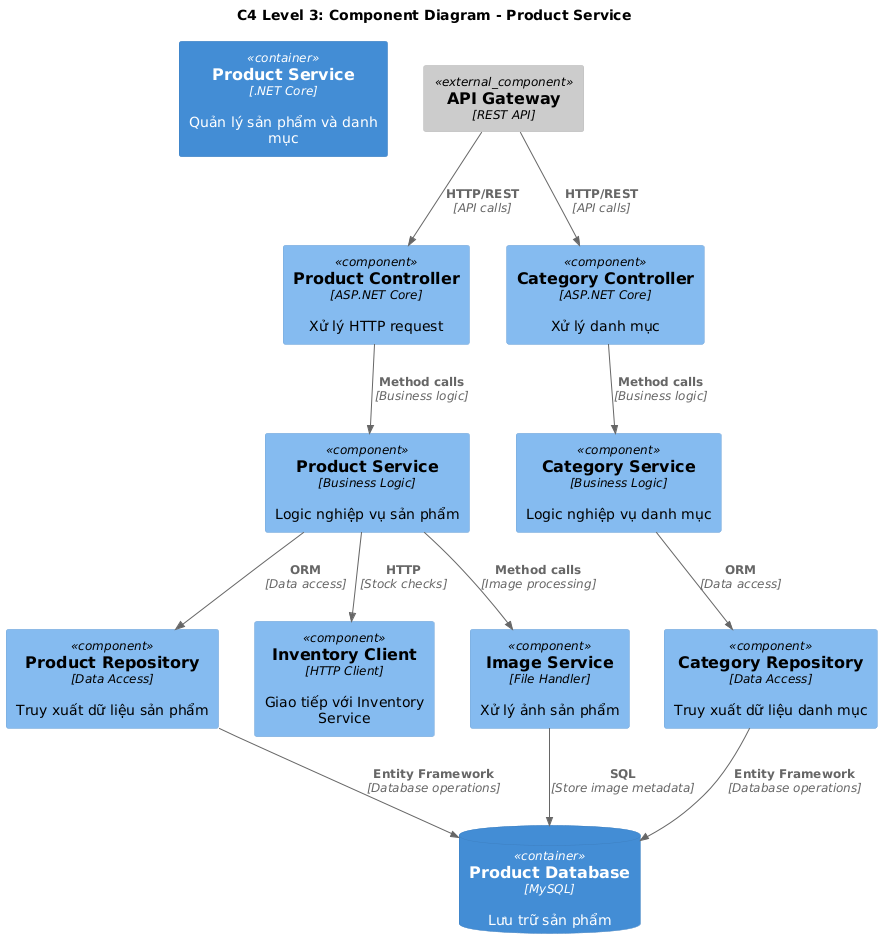 C4 Level 3: Component Diagram - Product Service
«container»
Product Service
[.NET Core]
Quản lý sản phẩm và danh
mục
«external_component»
API Gateway
[REST API]
HTTP/REST
[API calls]
HTTP/REST
[API calls]
«component»
Product Controller
[ASP.NET Core]
Xử lý HTTP request
«component»
Category Controller
[ASP.NET Core]
Xử lý danh mục
Method calls
[Business logic]
Method calls
[Business logic]
«component»
Product Service
[Business Logic]
Logic nghiệp vụ sản phẩm
«component»
Category Service
[Business Logic]
Logic nghiệp vụ danh mục
ORM
[Data access]
HTTP
[Stock checks]
Method calls
[Image processing]
ORM
[Data access]
«component»
Product Repository
[Data Access]
Truy xuất dữ liệu sản phẩm
«component»
Inventory Client
[HTTP Client]
Giao tiếp với Inventory
Service
«component»
Image Service
[File Handler]
Xử lý ảnh sản phẩm
«component»
Category Repository
[Data Access]
Truy xuất dữ liệu danh mục
Entity Framework
[Database operations]
SQL
[Store image metadata]
Entity Framework
[Database operations]
«container»
Product Database
[MySQL]
Lưu trữ sản phẩm